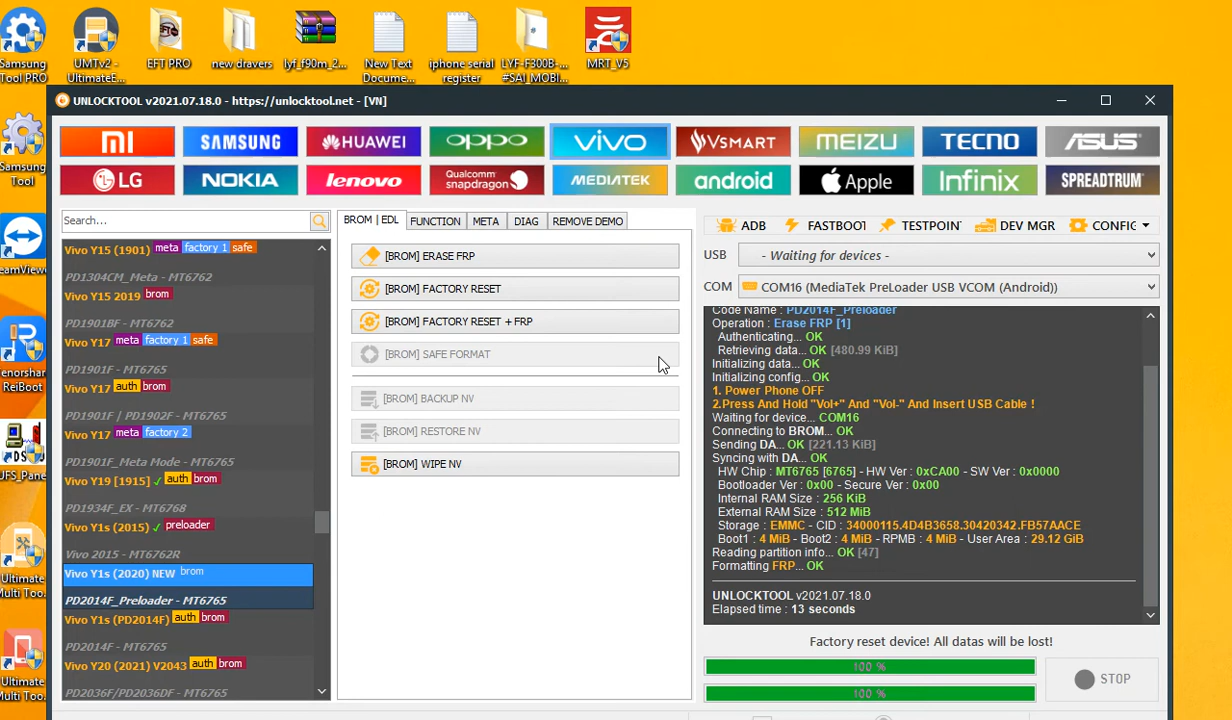 Samsung
Tool PRO
UMTv2 -
UltimateE...
EFT PRO
new dravers
lyf_f90m_2...
New Text
Docume...
iphone serial
register
LYF-F300B-...
#SAI_MOBI...
MRT_V5
Samsung
Tool
eamViewe
enorshar
ReiBoot
UFS_Pane
Ultimate
Multi Too...
Ultimate
Multi Too...
UNLOCKTOOL v2021.07.18.0 - https://unlocktool.net - [VN]
MI
SAMSUNG
HUAWEI
oppo
vivo
VSMART
MEIZU
TECNO
ASUS
LG
NOKIA
lenovo
Qualcomm
snapdragon
MEDIATEK
android
Apple
Infinix
SPREADTRUM
Search...
Vivo Y15 (1901) meta factory 1 safe
PD1304CM_Meta - MT6762
Vivo Y15 2019 brom
PD1901BF - MT6762
Vivo Y17 meta factory 1 safe
PD1901F - MT6765
Vivo Y17 auth brom
PD1901F / PD1902F - MT6765
Vivo Y17 meta factory 2
PD1901F_Meta Mode - MT6765
Vivo Y19 [1915] ✓ auth brom
PD1934F_EX - MT6768
Vivo Y1s (2015) ✓ preloader
Vivo 2015 - MT6762R
Vivo Y1s (2020) NEW brom
PD2014F_Preloader - MT6765
Vivo Y1s (PD2014F) auth brom
PD2014F - MT6765
Vivo Y20 (2021) V2043 auth brom
PD2036F/PD2036DF - MT6765
BROM | EDL
FUNCTION
META
DIAG
REMOVE DEMO
[BROM] ERASE FRP
[BROM] FACTORY RESET
[BROM] FACTORY RESET + FRP
[BROM] SAFE FORMAT
[BROM] BACKUP NV
[BROM] RESTORE NV
[BROM] WIPE NV
ADB
FASTBOOT
TESTPOINT
DEV MGR
CONFIG
USB
- Waiting for devices -
COM
COM16 (MediaTek PreLoader USB VCOM (Android))
Code Name : PD2014F_Preloader
Operation : Erase FRP [1]
Authenticating... OK
Retrieving data... OK [480.99 KiB]
Initializing data... OK
Initializing config... OK
1. Power Phone OFF
2.Press And Hold "Vol+" And "Vol-" And Insert USB Cable !
Waiting for device... COM16
Connecting to BROM... OK
Sending DA... OK [221.13 KiB]
Syncing with DA... OK
HW Chip : MT6765 [6765] - HW Ver : 0xCA00 - SW Ver : 0x0000
Bootloader Ver : 0x00 - Secure Ver : 0x00
Internal RAM Size : 256 KiB
External RAM Size : 512 MiB
Storage : EMMC - CID : 34000115.4D4B3658.30420342.FB57AACE
Boot1 : 4 MiB - Boot2 : 4 MiB - RPMB : 4 MiB - User Area : 29.12 GiB
Reading partition info... OK [47]
Formatting FRP... OK
UNLOCKTOOL v2021.07.18.0
Elapsed time : 13 seconds
Factory reset device! All datas will be lost!
100 %
100 %
STOP